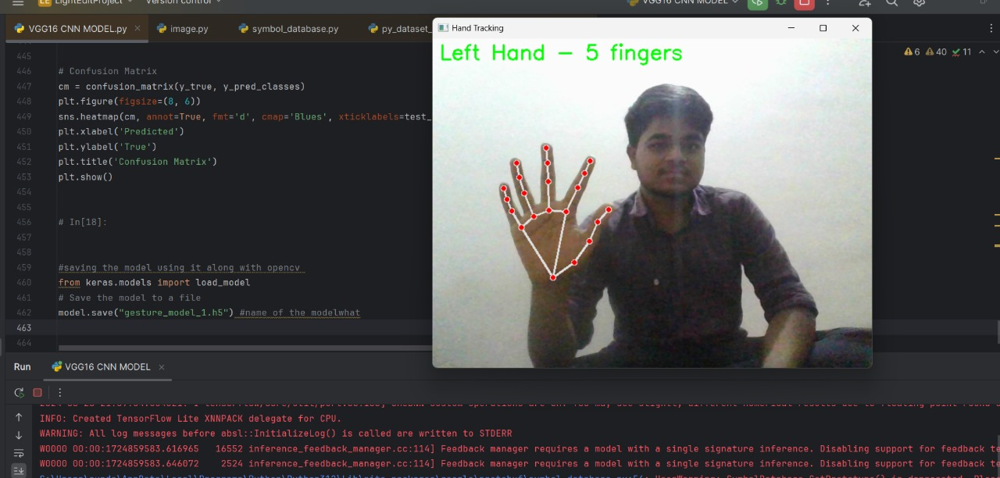 LE LightEditProject Version control VGG16 CNN MODEL
VGG16 CNN MODEL.py image.py symbol_database.py py_dataset_
6 40 11
445
446 # Confusion Matrix
447 cm = confusion_matrix(y_true, y_pred_classes)
448 plt.figure(figsize=(8, 6))
449 sns.heatmap(cm, annot=True, fmt='d', cmap='Blues', xticklabels=test_
450 plt.xlabel('Predicted')
451 plt.ylabel('True')
452 plt.title('Confusion Matrix')
453 plt.show()
454
455
456 # In[18]:
457
458
459 #saving the model using it along with opencv
460 from keras.models import load_model
461 # Save the model to a file
462 model.save("gesture_model_1.h5") #name of the modelwhat
463
464
Hand Tracking
Left Hand - 5 fingers
Run VGG16 CNN MODEL
INFO: Created TensorFlow Lite XNNPACK delegate for CPU.
WARNING: All log messages before absl::InitializeLog() is called are written to STDERR
W0000 00:00:1724859583.616965 16552 inference_feedback_manager.cc:114] Feedback manager requires a model with a single signature inference. Disabling support for feedback te
W0000 00:00:1724859583.646072 2524 inference_feedback_manager.cc:114] Feedback manager requires a model with a single signature inference. Disabling support for feedback te